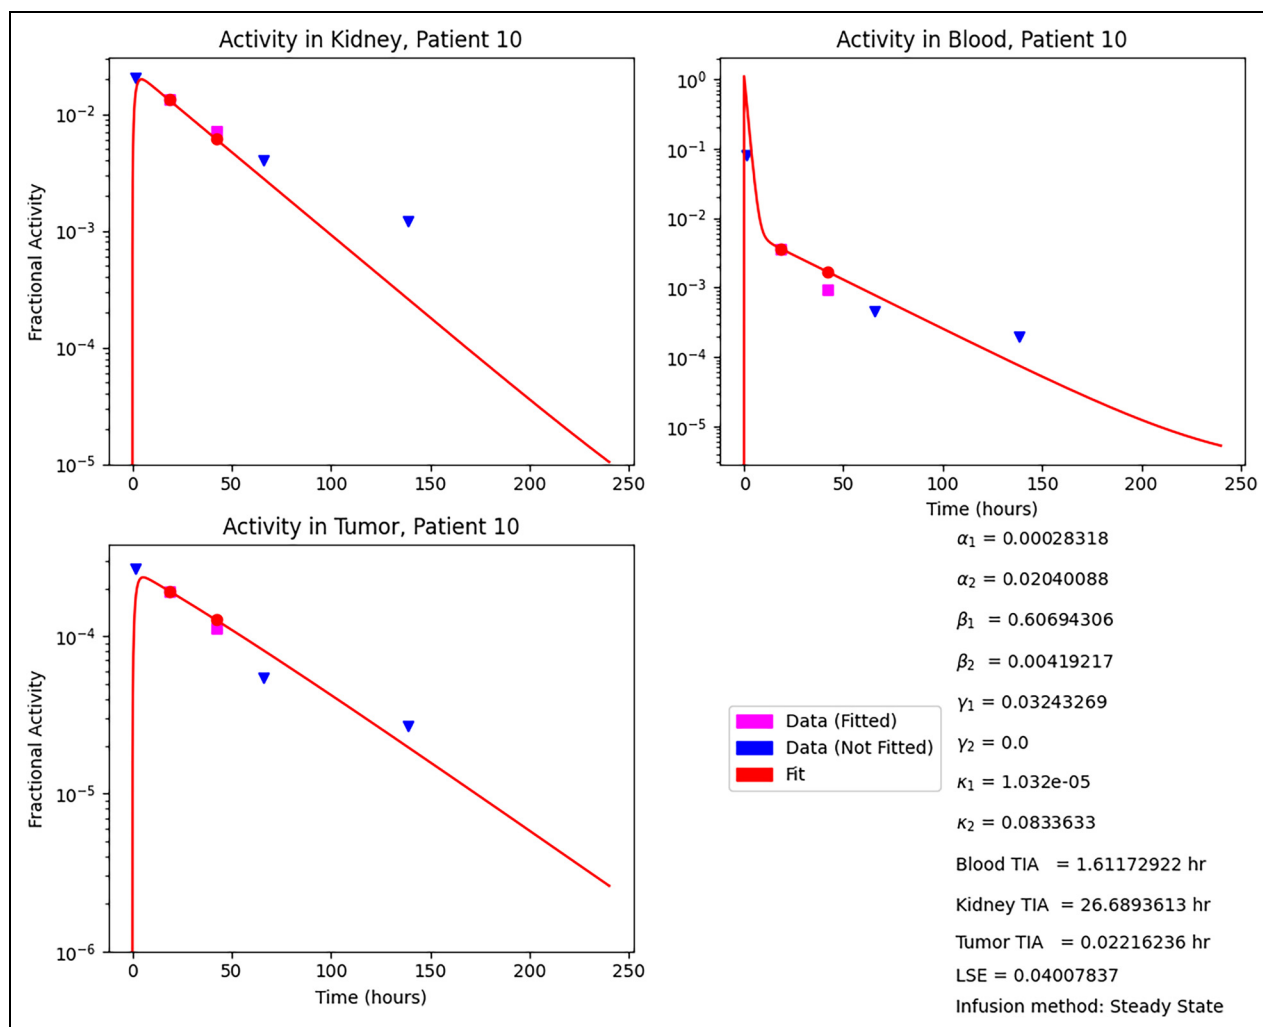 Activity in Kidney, Patient 10
Fractional Activity
10⁻²
10⁻³
10⁻⁴
10⁻⁵
0 50 100 150 200 250
Activity in Blood, Patient 10
10⁰
10⁻¹
10⁻²
10⁻³
10⁻⁴
10⁻⁵
0 50 100 150 200 250
Time (hours)
Activity in Tumor, Patient 10
Fractional Activity
10⁻⁴
10⁻⁵
10⁻⁶
0 50 100 150 200 250
Time (hours)
Data (Fitted)
Data (Not Fitted)
Fit
α₁ = 0.00028318
α₂ = 0.02040088
β₁ = 0.60694306
β₂ = 0.00419217
γ₁ = 0.03243269
γ₂ = 0.0
κ₁ = 1.032e-05
κ₂ = 0.0833633
Blood TIA = 1.61172922 hr
Kidney TIA = 26.6893613 hr
Tumor TIA = 0.02216236 hr
LSE = 0.04007837
Infusion method: Steady State